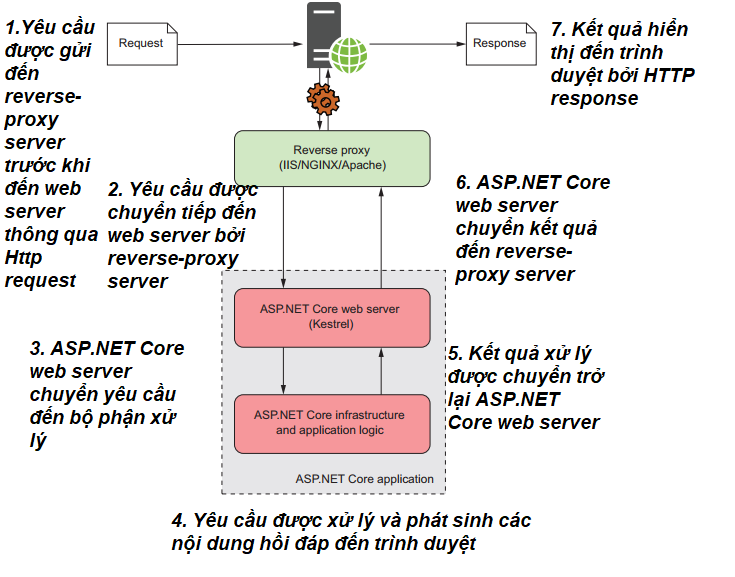 1.Yêu cầu
được gửi
đến
reverse-
proxy
server
trước khi
đến web
server
thông qua
Http
request
Request
Response
7. Kết quả hiển
thị đến trình
duyệt bởi HTTP
response
Reverse proxy
(IIS/NGINX/Apache)
2. Yêu cầu được
chuyển tiếp đến
web server bởi
reverse-proxy
server
6. ASP.NET Core
web server
chuyển kết quả
đến reverse-
proxy server
ASP.NET Core web server
(Kestrel)
3. ASP.NET Core
web server
chuyển yêu cầu
đến bộ phận xử
lý
5. Kết quả xử lý
được chuyển trở
lại ASP.NET
Core web server
ASP.NET Core infrastructure
and application logic
ASP.NET Core application
4. Yêu cầu được xử lý và phát sinh các
nội dung hồi đáp đến trình duyệt